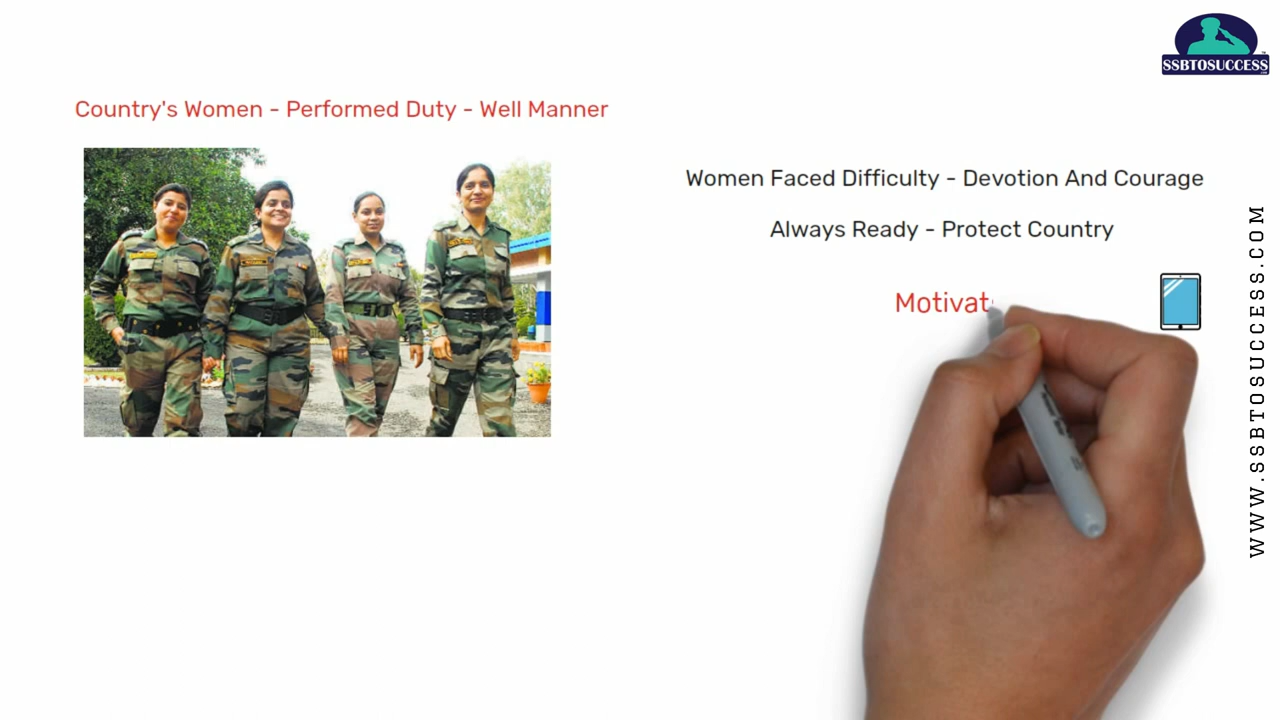 SSBTOSUCCESS
Country's Women - Performed Duty - Well Manner
Women Faced Difficulty - Devotion And Courage
Always Ready - Protect Country
Motivat
WWW.SSBTOSUCCESS.COM